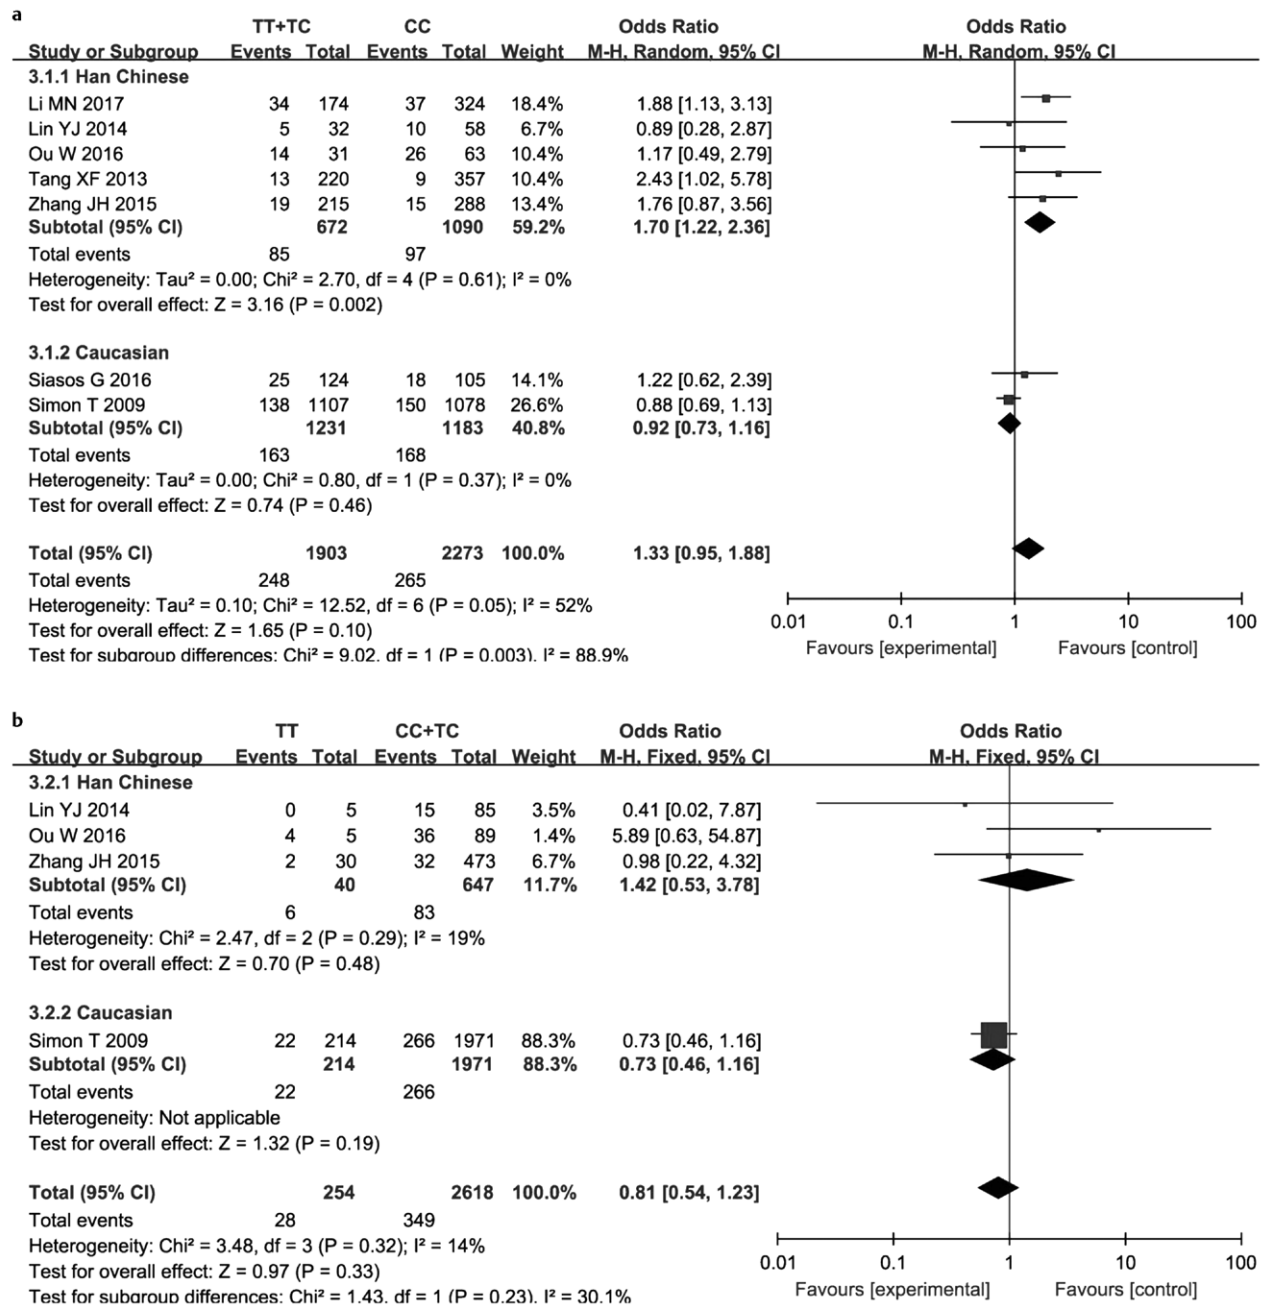 a
TT+TC CC Odds Ratio Odds Ratio
Study or Subgroup Events Total Events Total Weight M-H, Random, 95% CI M-H, Random, 95% CI
3.1.1 Han Chinese
Li MN 2017 34 174 37 324 18.4% 1.88 [1.13, 3.13]
Lin YJ 2014 5 32 10 58 6.7% 0.89 [0.28, 2.87]
Ou W 2016 14 31 26 63 10.4% 1.17 [0.49, 2.79]
Tang XF 2013 13 220 9 357 10.4% 2.43 [1.02, 5.78]
Zhang JH 2015 19 215 15 288 13.4% 1.76 [0.87, 3.56]
Subtotal (95% CI) 672 1090 59.2% 1.70 [1.22, 2.36]
Total events 85 97
Heterogeneity: Tau² = 0.00; Chi² = 2.70, df = 4 (P = 0.61); I² = 0%
Test for overall effect: Z = 3.16 (P = 0.002)
3.1.2 Caucasian
Siasos G 2016 25 124 18 105 14.1% 1.22 [0.62, 2.39]
Simon T 2009 138 1107 150 1078 26.6% 0.88 [0.69, 1.13]
Subtotal (95% CI) 1231 1183 40.8% 0.92 [0.73, 1.16]
Total events 163 168
Heterogeneity: Tau² = 0.00; Chi² = 0.80, df = 1 (P = 0.37); I² = 0%
Test for overall effect: Z = 0.74 (P = 0.46)
Total (95% CI) 1903 2273 100.0% 1.33 [0.95, 1.88]
Total events 248 265
Heterogeneity: Tau² = 0.10; Chi² = 12.52, df = 6 (P = 0.05); I² = 52%
Test for overall effect: Z = 1.65 (P = 0.10)
Test for subgroup differences: Chi² = 9.02, df = 1 (P = 0.003), I² = 88.9%
0.01 0.1 1 10 100
Favours [experimental] Favours [control]
b
TT CC+TC Odds Ratio Odds Ratio
Study or Subgroup Events Total Events Total Weight M-H, Fixed, 95% CI M-H, Fixed, 95% CI
3.2.1 Han Chinese
Lin YJ 2014 0 5 15 85 3.5% 0.41 [0.02, 7.87]
Ou W 2016 4 5 36 89 1.4% 5.89 [0.63, 54.87]
Zhang JH 2015 2 30 32 473 6.7% 0.98 [0.22, 4.32]
Subtotal (95% CI) 40 647 11.7% 1.42 [0.53, 3.78]
Total events 6 83
Heterogeneity: Chi² = 2.47, df = 2 (P = 0.29); I² = 19%
Test for overall effect: Z = 0.70 (P = 0.48)
3.2.2 Caucasian
Simon T 2009 22 214 266 1971 88.3% 0.73 [0.46, 1.16]
Subtotal (95% CI) 214 1971 88.3% 0.73 [0.46, 1.16]
Total events 22 266
Heterogeneity: Not applicable
Test for overall effect: Z = 1.32 (P = 0.19)
Total (95% CI) 254 2618 100.0% 0.81 [0.54, 1.23]
Total events 28 349
Heterogeneity: Chi² = 3.48, df = 3 (P = 0.32); I² = 14%
Test for overall effect: Z = 0.97 (P = 0.33)
Test for subgroup differences: Chi² = 1.43, df = 1 (P = 0.23), I² = 30.1%
0.01 0.1 1 10 100
Favours [experimental] Favours [control]